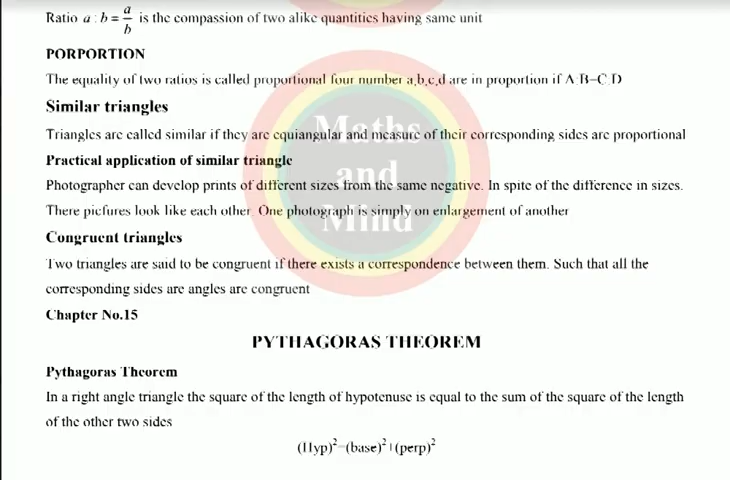 Ratio a : b = a/b is the compassion of two alike quantities having same unit
PORPORTION
The equality of two ratios is called proportional four number a,b,c,d are in proportion if A:B=C:D
Similar triangles
Triangles are called similar if they are equiangular and measure of their corresponding sides are proportional
Practical application of similar triangle
Photographer can develop prints of different sizes from the same negative. In spite of the difference in sizes.
There picfures look like each other. One photograph is simply on enlargement of another
Congruent triangles
Two triangles are said to be congruent if there exists a correspondence between them. Such that all the
corresponding sides are angles are congruent
Chapter No.15
PYTHAGORAS THEOREM
Pythagoras Theorem
In a right angle triangle the square of the length of hypotenuse is equal to the sum of the square of the length
of the other two sides
(Hyp)²=(base)²+(perp)²
Maths
and
Mind